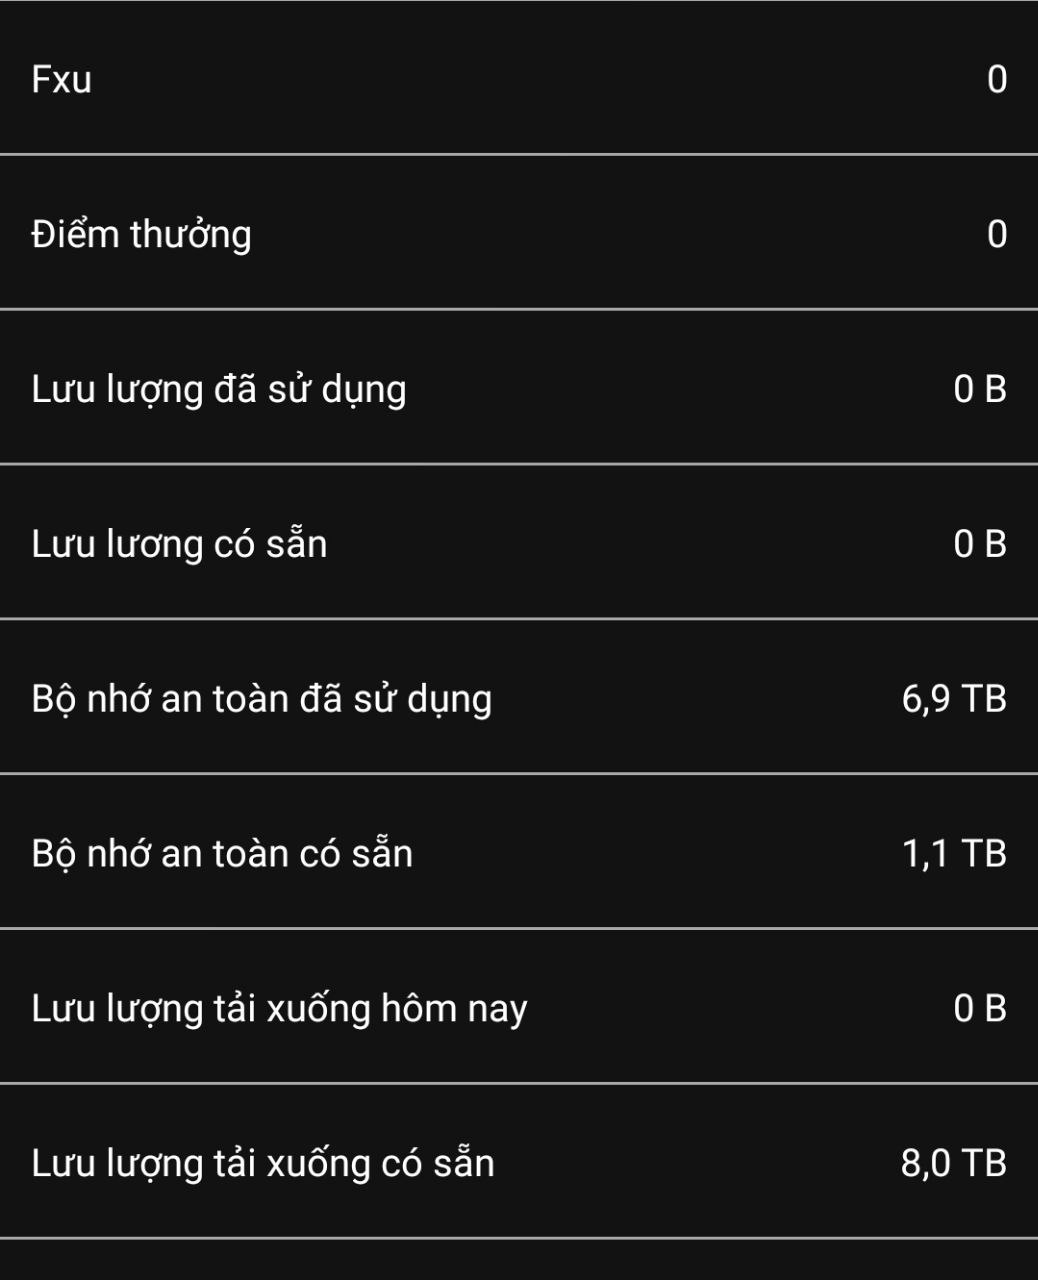 Fxu 0
Điểm thưởng 0
Lưu lượng đã sử dụng 0 B
Lưu lương có sẵn 0 B
Bộ nhớ an toàn đã sử dụng 6,9 TB
Bộ nhớ an toàn có sẵn 1,1 TB
Lưu lượng tải xuống hôm nay 0 B
Lưu lượng tải xuống có sẵn 8,0 TB